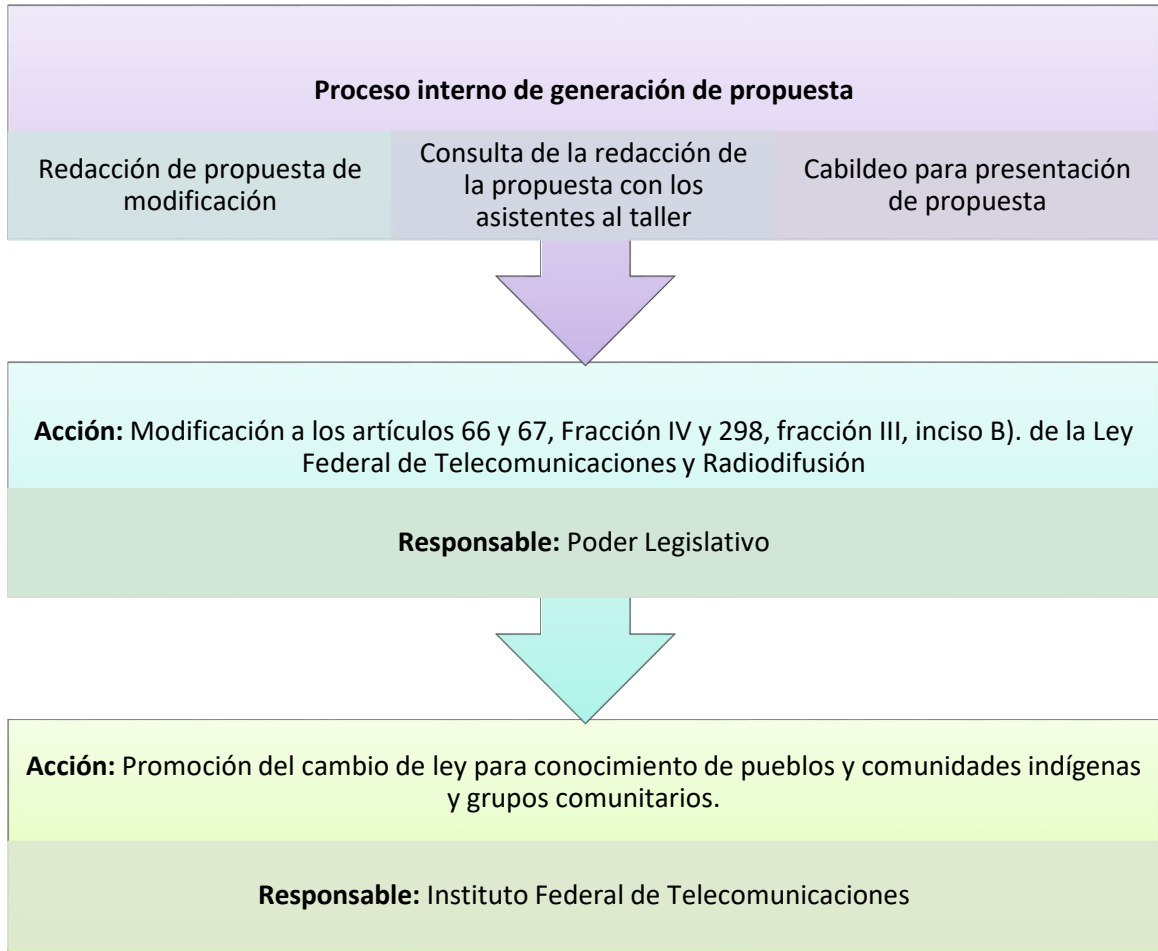 Proceso interno de generación de propuesta
Redacción de propuesta de
modificación
Consulta de la redacción de
la propuesta con los
asistentes al taller
Cabildeo para presentación
de propuesta
Acción: Modificación a los artículos 66 y 67, Fracción IV y 298, fracción III, inciso B). de la Ley
Federal de Telecomunicaciones y Radiodifusión
Responsable: Poder Legislativo
Acción: Promoción del cambio de ley para conocimiento de pueblos y comunidades indígenas
y grupos comunitarios.
Responsable: Instituto Federal de Telecomunicaciones